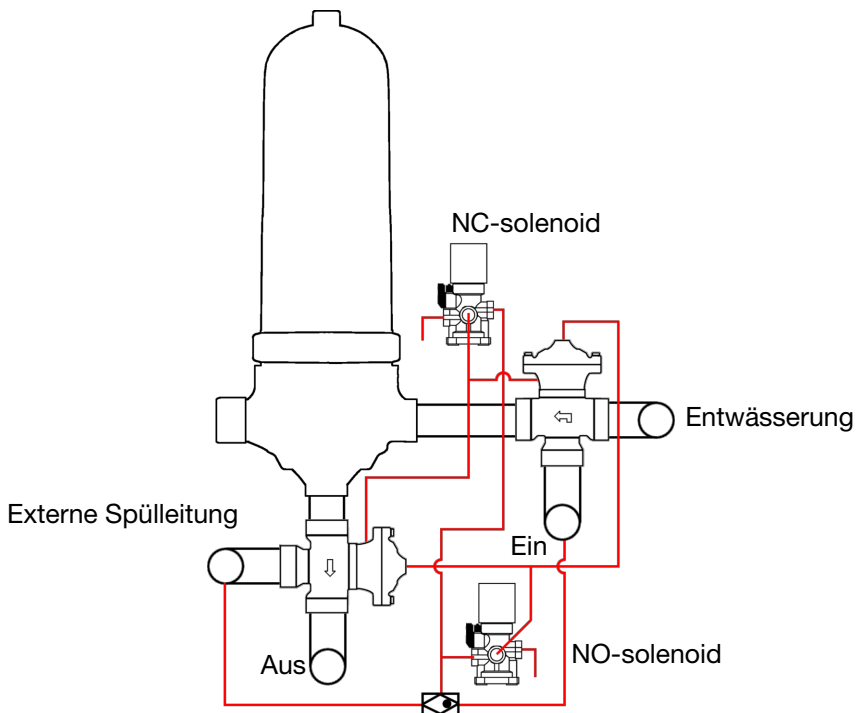 NC-solenoid
Entwässerung
Externe Spülleitung
Ein
Aus
NO-solenoid